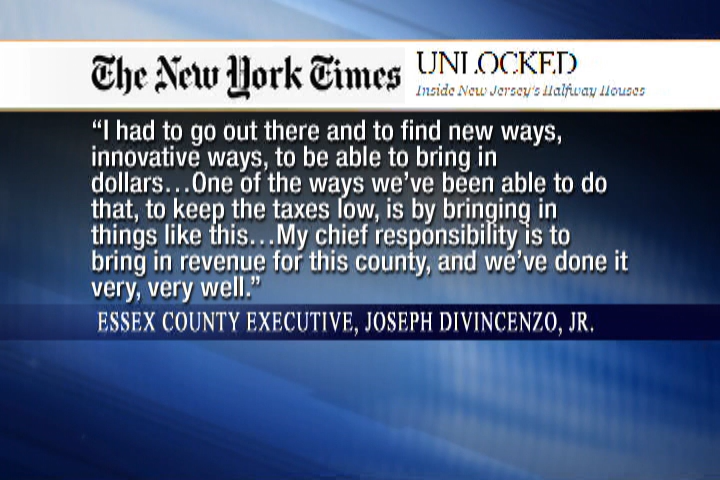 The New York Times
UNLOCKED
Inside New Jersey's Halfway Houses
“I had to go out there and to find new ways,
innovative ways, to be able to bring in
dollars…One of the ways we’ve been able to do
that, to keep the taxes low, is by bringing in
things like this…My chief responsibility is to
bring in revenue for this county, and we’ve done it
very, very well.”
ESSEX COUNTY EXECUTIVE, JOSEPH DIVINCENZO, JR.